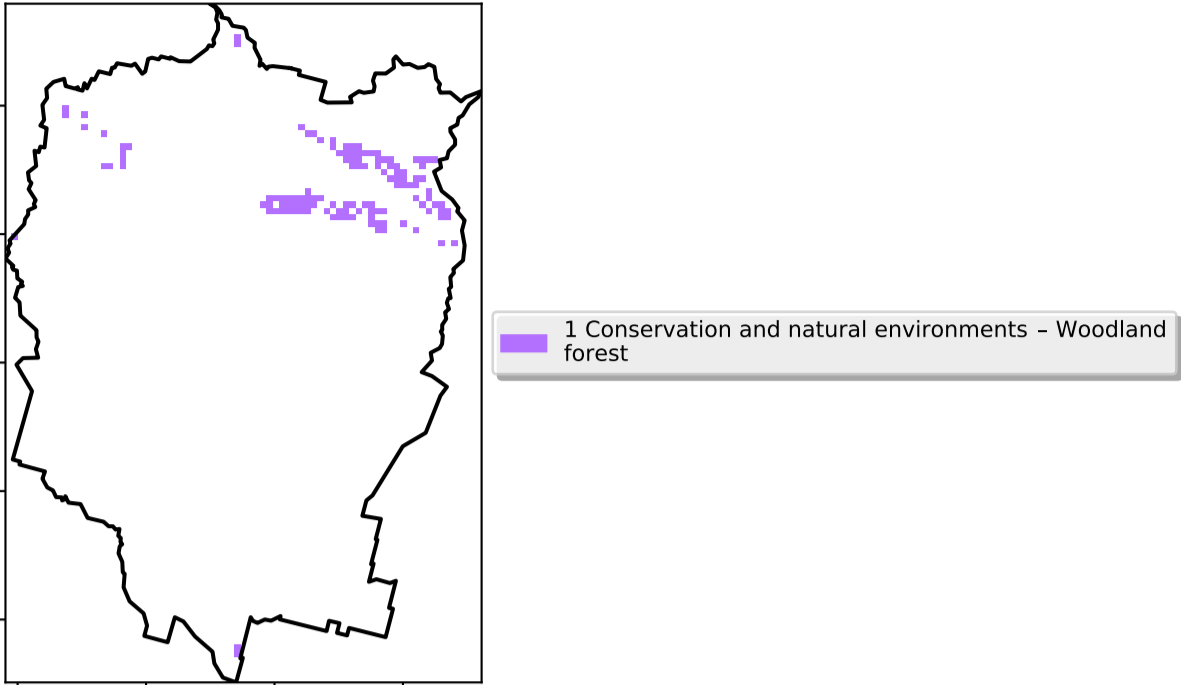 1 Conservation and natural environments – Woodland
forest